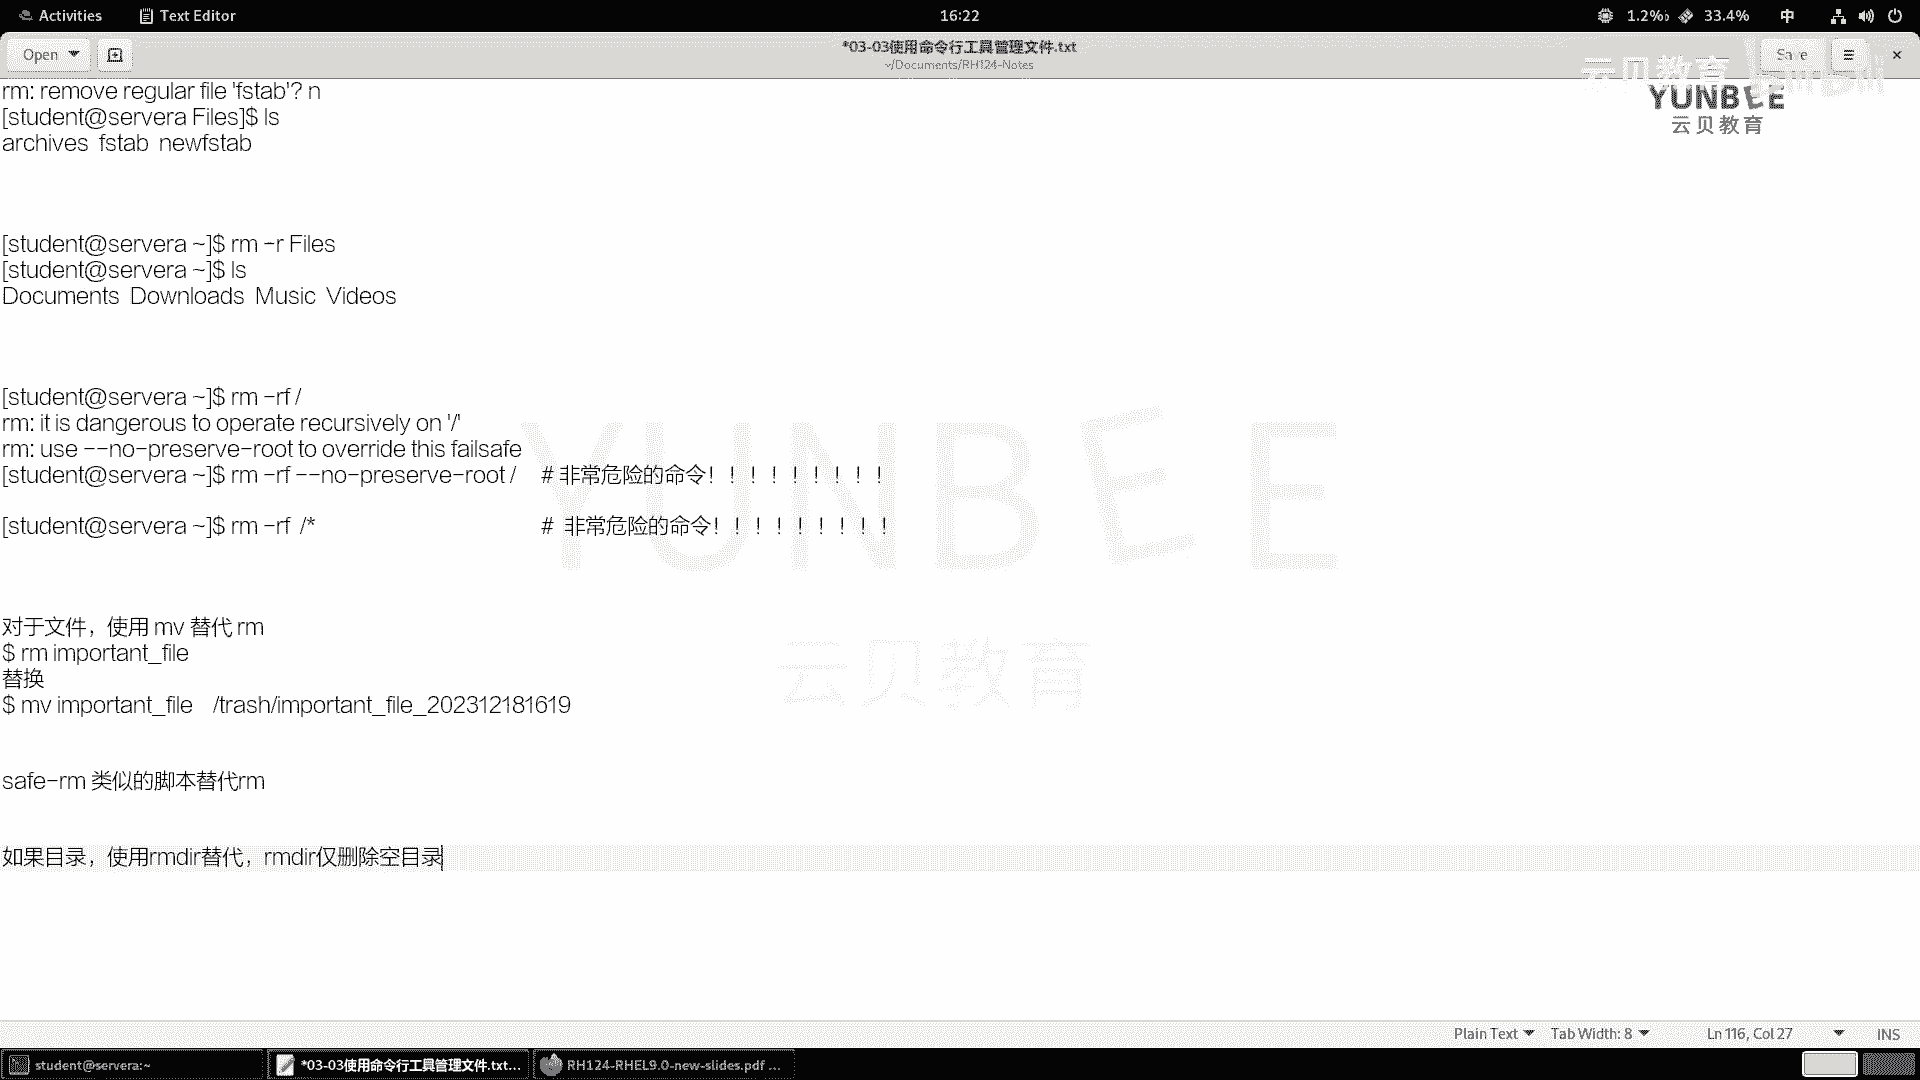 Activities
Text Editor
16:22
1.2%
33.4%
中
Open
*03-03使用命令行工具管理文件.txt
~/Documents/RH124-Notes
Save
云贝教育
YUNBEE
云贝教育
rm: remove regular file 'fstab'? n
[student@servera Files]$ ls
archives  fstab  newfstab
[student@servera ~]$ rm -r Files
[student@servera ~]$ ls
Documents  Downloads  Music  Videos
[student@servera ~]$ rm -rf /
rm: it is dangerous to operate recursively on '/'
rm: use --no-preserve-root to override this failsafe
[student@servera ~]$ rm -rf --no-preserve-root /    # 非常危险的命令！！！！！！！！！
[student@servera ~]$ rm -rf  /*    #  非常危险的命令！！！！！！！！！
YUNBEE
云贝教育
对于文件，使用 mv 替代 rm
$ rm important_file
替换
$ mv important_file    /trash/important_file_202312181619
safe-rm 类似的脚本替代rm
如果目录，使用rmdir替代，rmdir仅删除空目录
Plain Text
Tab Width: 8
Ln 116, Col 27
INS
student@servera:~
*03-03使用命令行工具管理文件.txt...
RH124-RHEL9.0-new-slides.pdf ...